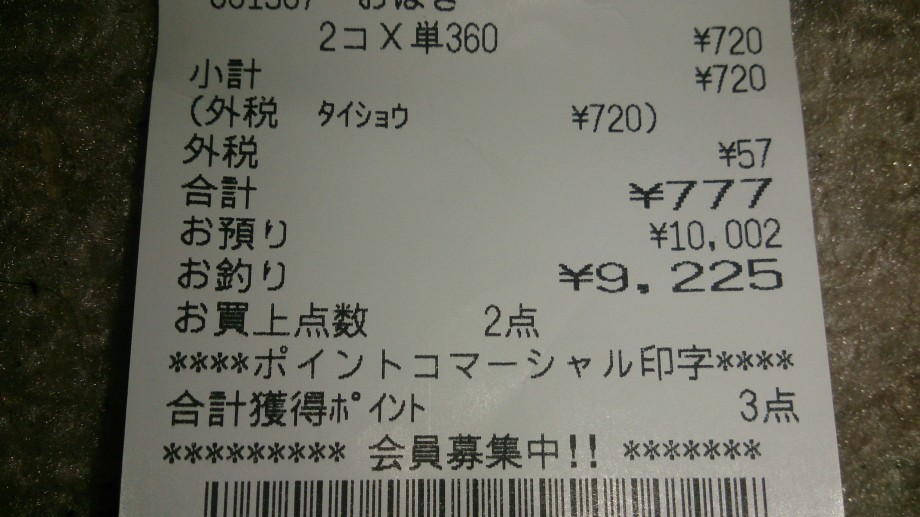 2コX単360 ¥720
小計 ¥720
(外税 タイショウ ¥720)
外税 ¥57
合計 ¥777
お預り ¥10,002
お釣り ¥9,225
お買上点数 2点
****ポイントコマーシャル印字****
合計獲得ポイント 3点
********* 会員募集中!! *******